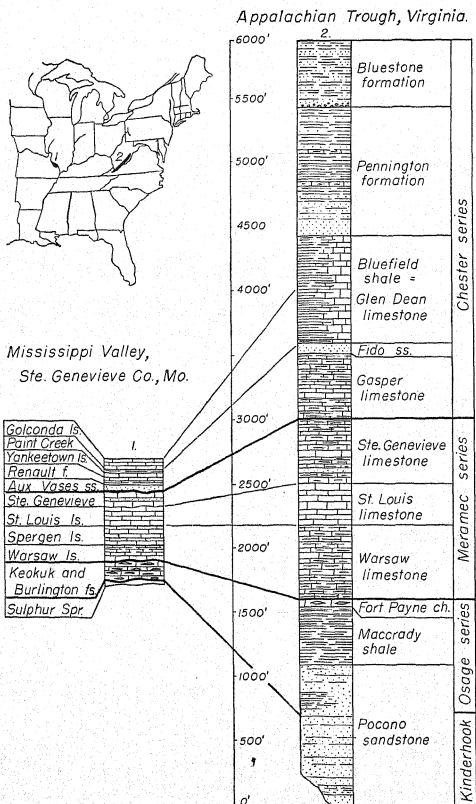 Appalachian Trough, Virginia.
2.
6000'
5500'
5000'
4500
4000'
3000'
2500'
2000'
1500'
1000'
500'
0'
Bluestone
formation
Pennington
formation
Bluefield
shale =
Glen Dean
limestone
Fido ss.
Gasper
limestone
Ste. Genevieve
limestone
St. Louis
limestone
Warsaw
limestone
Fort Payne ch.
Maccrady
shale
Pocono
sandstone
Chester series
Meramec series
Osage series
Kinderhook
1
2
Mississippi Valley,
Ste. Genevieve Co., Mo.
1.
Golconda ls.
Paint Creek
Yankeetown ls.
Renault f.
Aux Vases ss.
Ste. Genevieve
St. Louis ls.
Spergen ls.
Warsaw ls.
Keokuk and
Burlington fs.
Sulphur Spr.